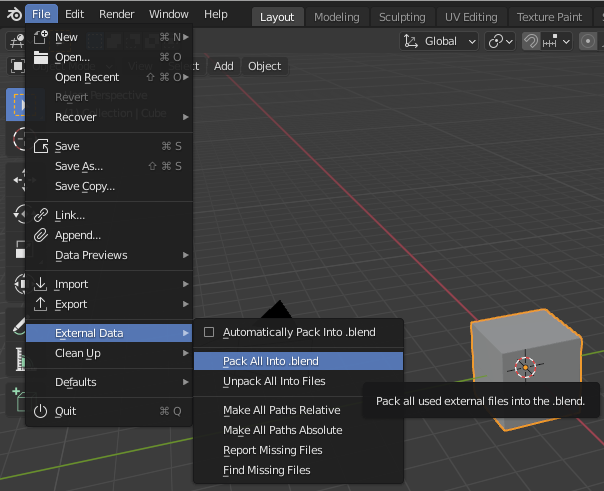 File Edit Render Window Help Layout Modeling Sculpting UV Editing Texture Paint
New ⌘ N
Global
Open... ⌘ O
Add Object
Open Recent ⇧ ⌘ O
Revert
Perspective
Recover
Collection | Cube
Save ⌘ S
Save As... ⇧ ⌘ S
Save Copy...
Link...
Append...
Data Previews
Import
Export
External Data
Clean Up
Defaults
Quit ⌘ Q
Automatically Pack Into .blend
Pack All Into .blend
Unpack All Into Files
Make All Paths Relative
Make All Paths Absolute
Report Missing Files
Find Missing Files
Pack all used external files into the .blend.